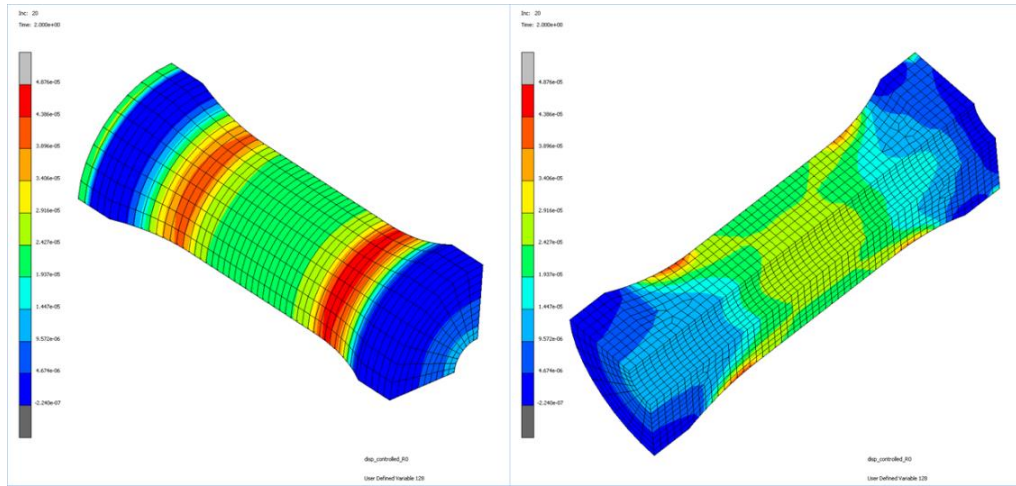 Inc: 20
Time: 2.000e+00
4.876e-05
4.386e-05
3.896e-05
3.406e-05
2.916e-05
2.427e-05
1.937e-05
1.447e-05
9.572e-06
4.674e-06
-2.240e-07
disp_controlled_R0
User Defined Variable 128
Inc: 20
Time: 2.000e+00
4.876e-05
4.386e-05
3.896e-05
3.406e-05
2.916e-05
2.427e-05
1.937e-05
1.447e-05
9.572e-06
4.674e-06
-2.240e-07
disp_controlled_R0
User Defined Variable 128